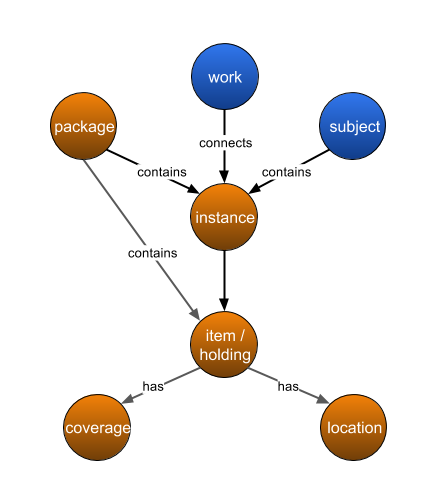 work
package
subject
connects
contains
contains
instance
contains
item /
holding
has
has
coverage
location